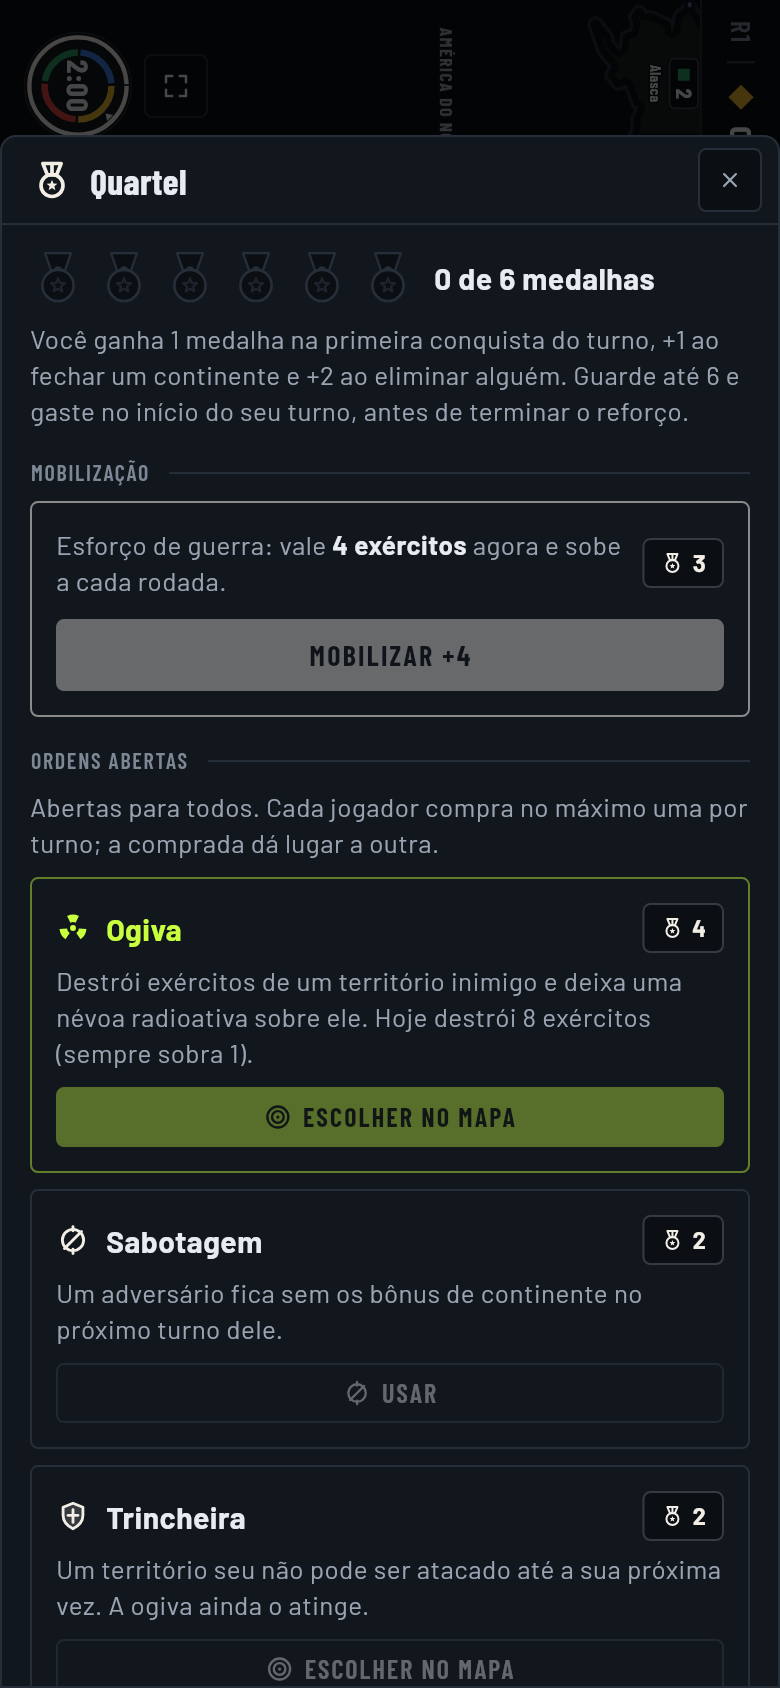 2:00
AMÉRICA DO NO
Alasca
2
R1
Quartel
0 de 6 medalhas
Você ganha 1 medalha na primeira conquista do turno, +1 ao
fechar um continente e +2 ao eliminar alguém. Guarde até 6 e
gaste no início do seu turno, antes de terminar o reforço.
MOBILIZAÇÃO
Esforço de guerra: vale 4 exércitos agora e sobe
a cada rodada.
3
MOBILIZAR +4
ORDENS ABERTAS
Abertas para todos. Cada jogador compra no máximo uma por
turno; a comprada dá lugar a outra.
Ogiva
4
Destrói exércitos de um território inimigo e deixa uma
névoa radioativa sobre ele. Hoje destrói 8 exércitos
(sempre sobra 1).
ESCOLHER NO MAPA
Sabotagem
2
Um adversário fica sem os bônus de continente no
próximo turno dele.
USAR
Trincheira
2
Um território seu não pode ser atacado até a sua próxima
vez. A ogiva ainda o atinge.
ESCOLHER NO MAPA